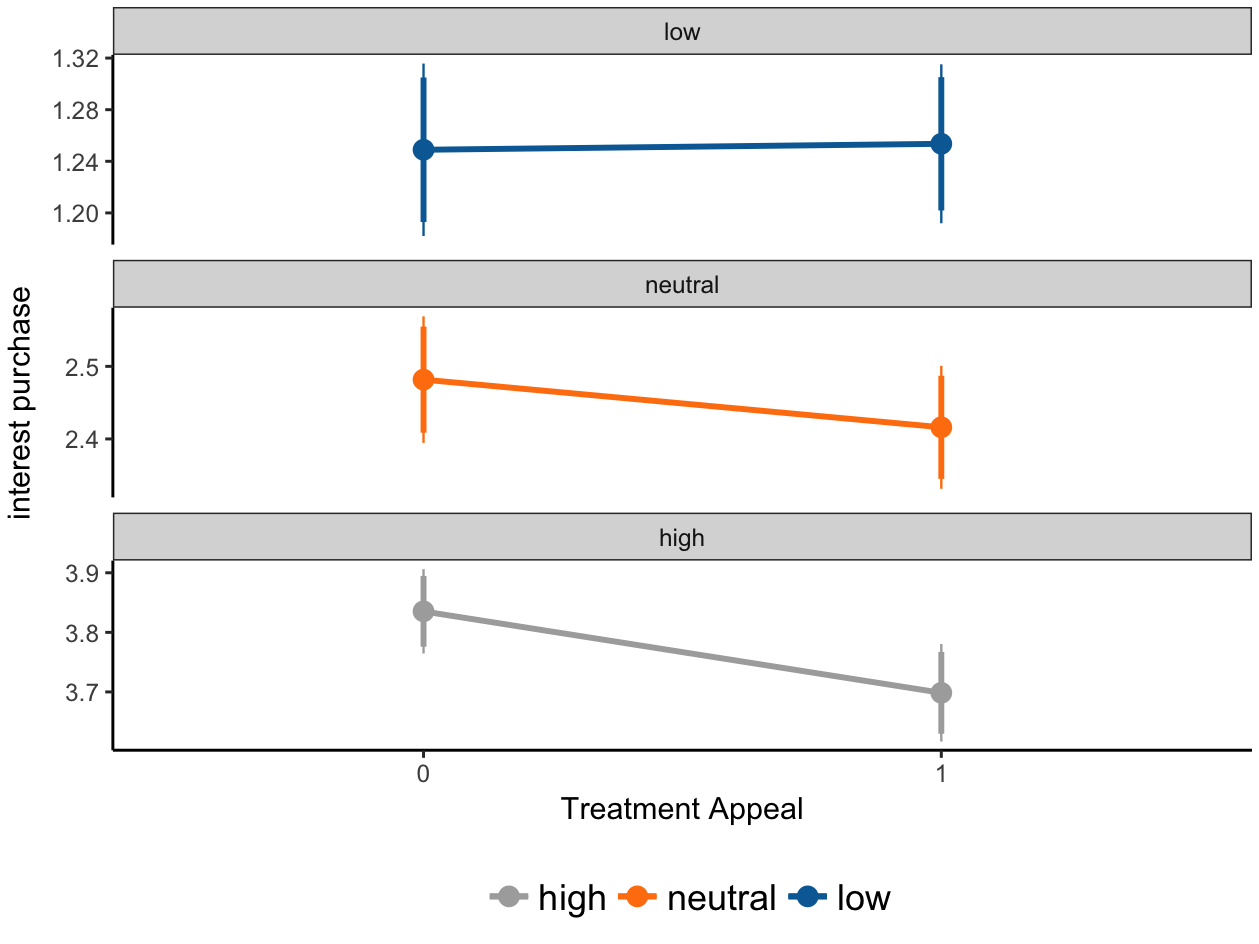 low
1.32
1.28
1.24
1.20
neutral
2.5
2.4
interest purchase
high
3.9
3.8
3.7
0 1
Treatment Appeal
high neutral low